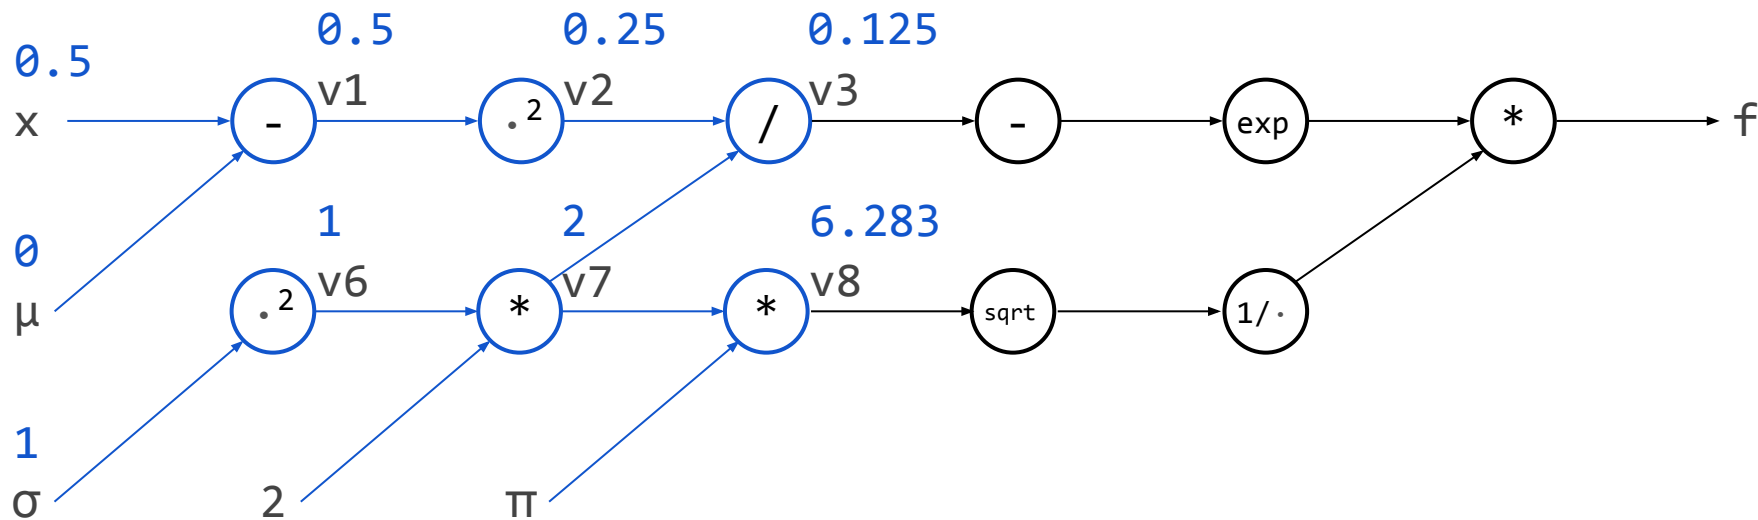 0.5 0.25 0.125
0.5
x - v1 .² v2 / v3 - exp * f
1 2 6.283
0
μ .² v6 * v7 * v8 sqrt 1/·
1
σ 2 π